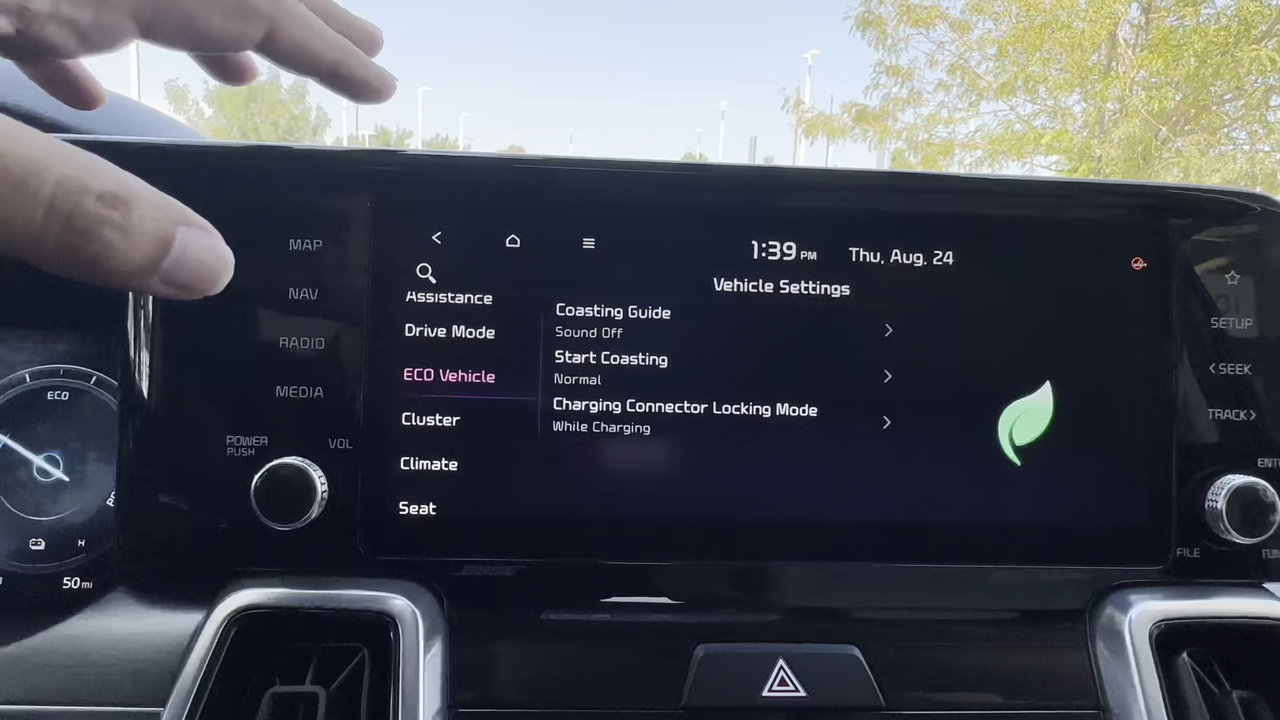 MAP
NAV
RADIO
MEDIA
POWER
PUSH
VOL
1:39 PM Thu, Aug. 24
Vehicle Settings
Assistance
Drive Mode
ECO Vehicle
Cluster
Climate
Seat
Coasting Guide
Sound Off
Start Coasting
Normal
Charging Connector Locking Mode
While Charging
SETUP
<SEEK
TRACK>
FILE
ECO
H
50 mi
BOSE